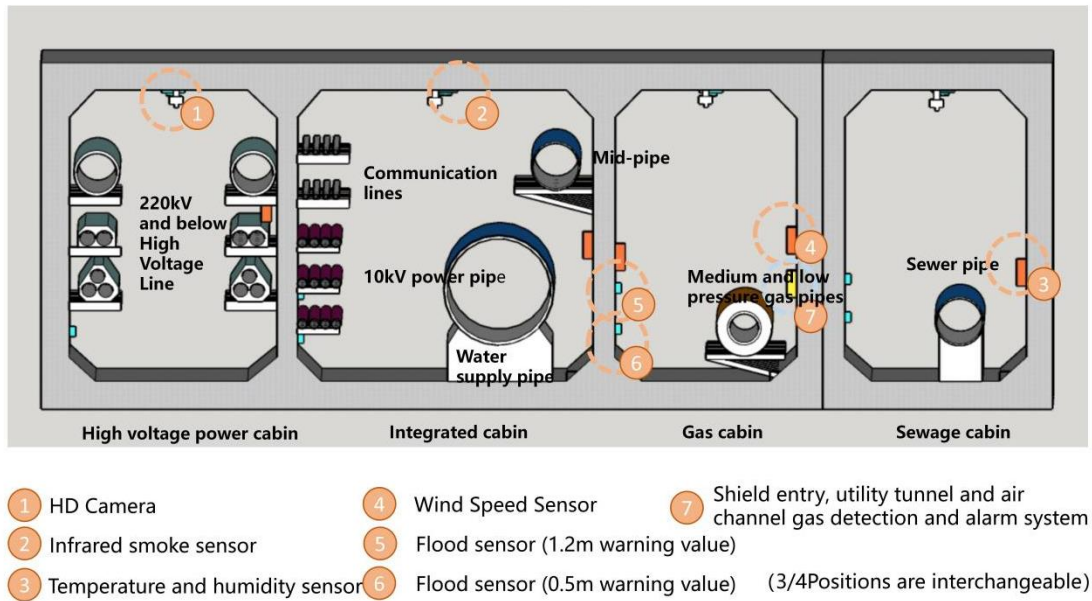 1
2
Communication
lines
Mid-pipe
220kV
and below
High
Voltage
Line
4
Sewer pipe
3
10kV power pipe
5
Medium and low
pressure gas pipes
7
Water
supply pipe
6
High voltage power cabin
Integrated cabin
Gas cabin
Sewage cabin
1 HD Camera
2 Infrared smoke sensor
3 Temperature and humidity sensor
4 Wind Speed Sensor
5 Flood sensor (1.2m warning value)
6 Flood sensor (0.5m warning value)
7 Shield entry, utility tunnel and air
channel gas detection and alarm system
(3/4Positions are interchangeable)